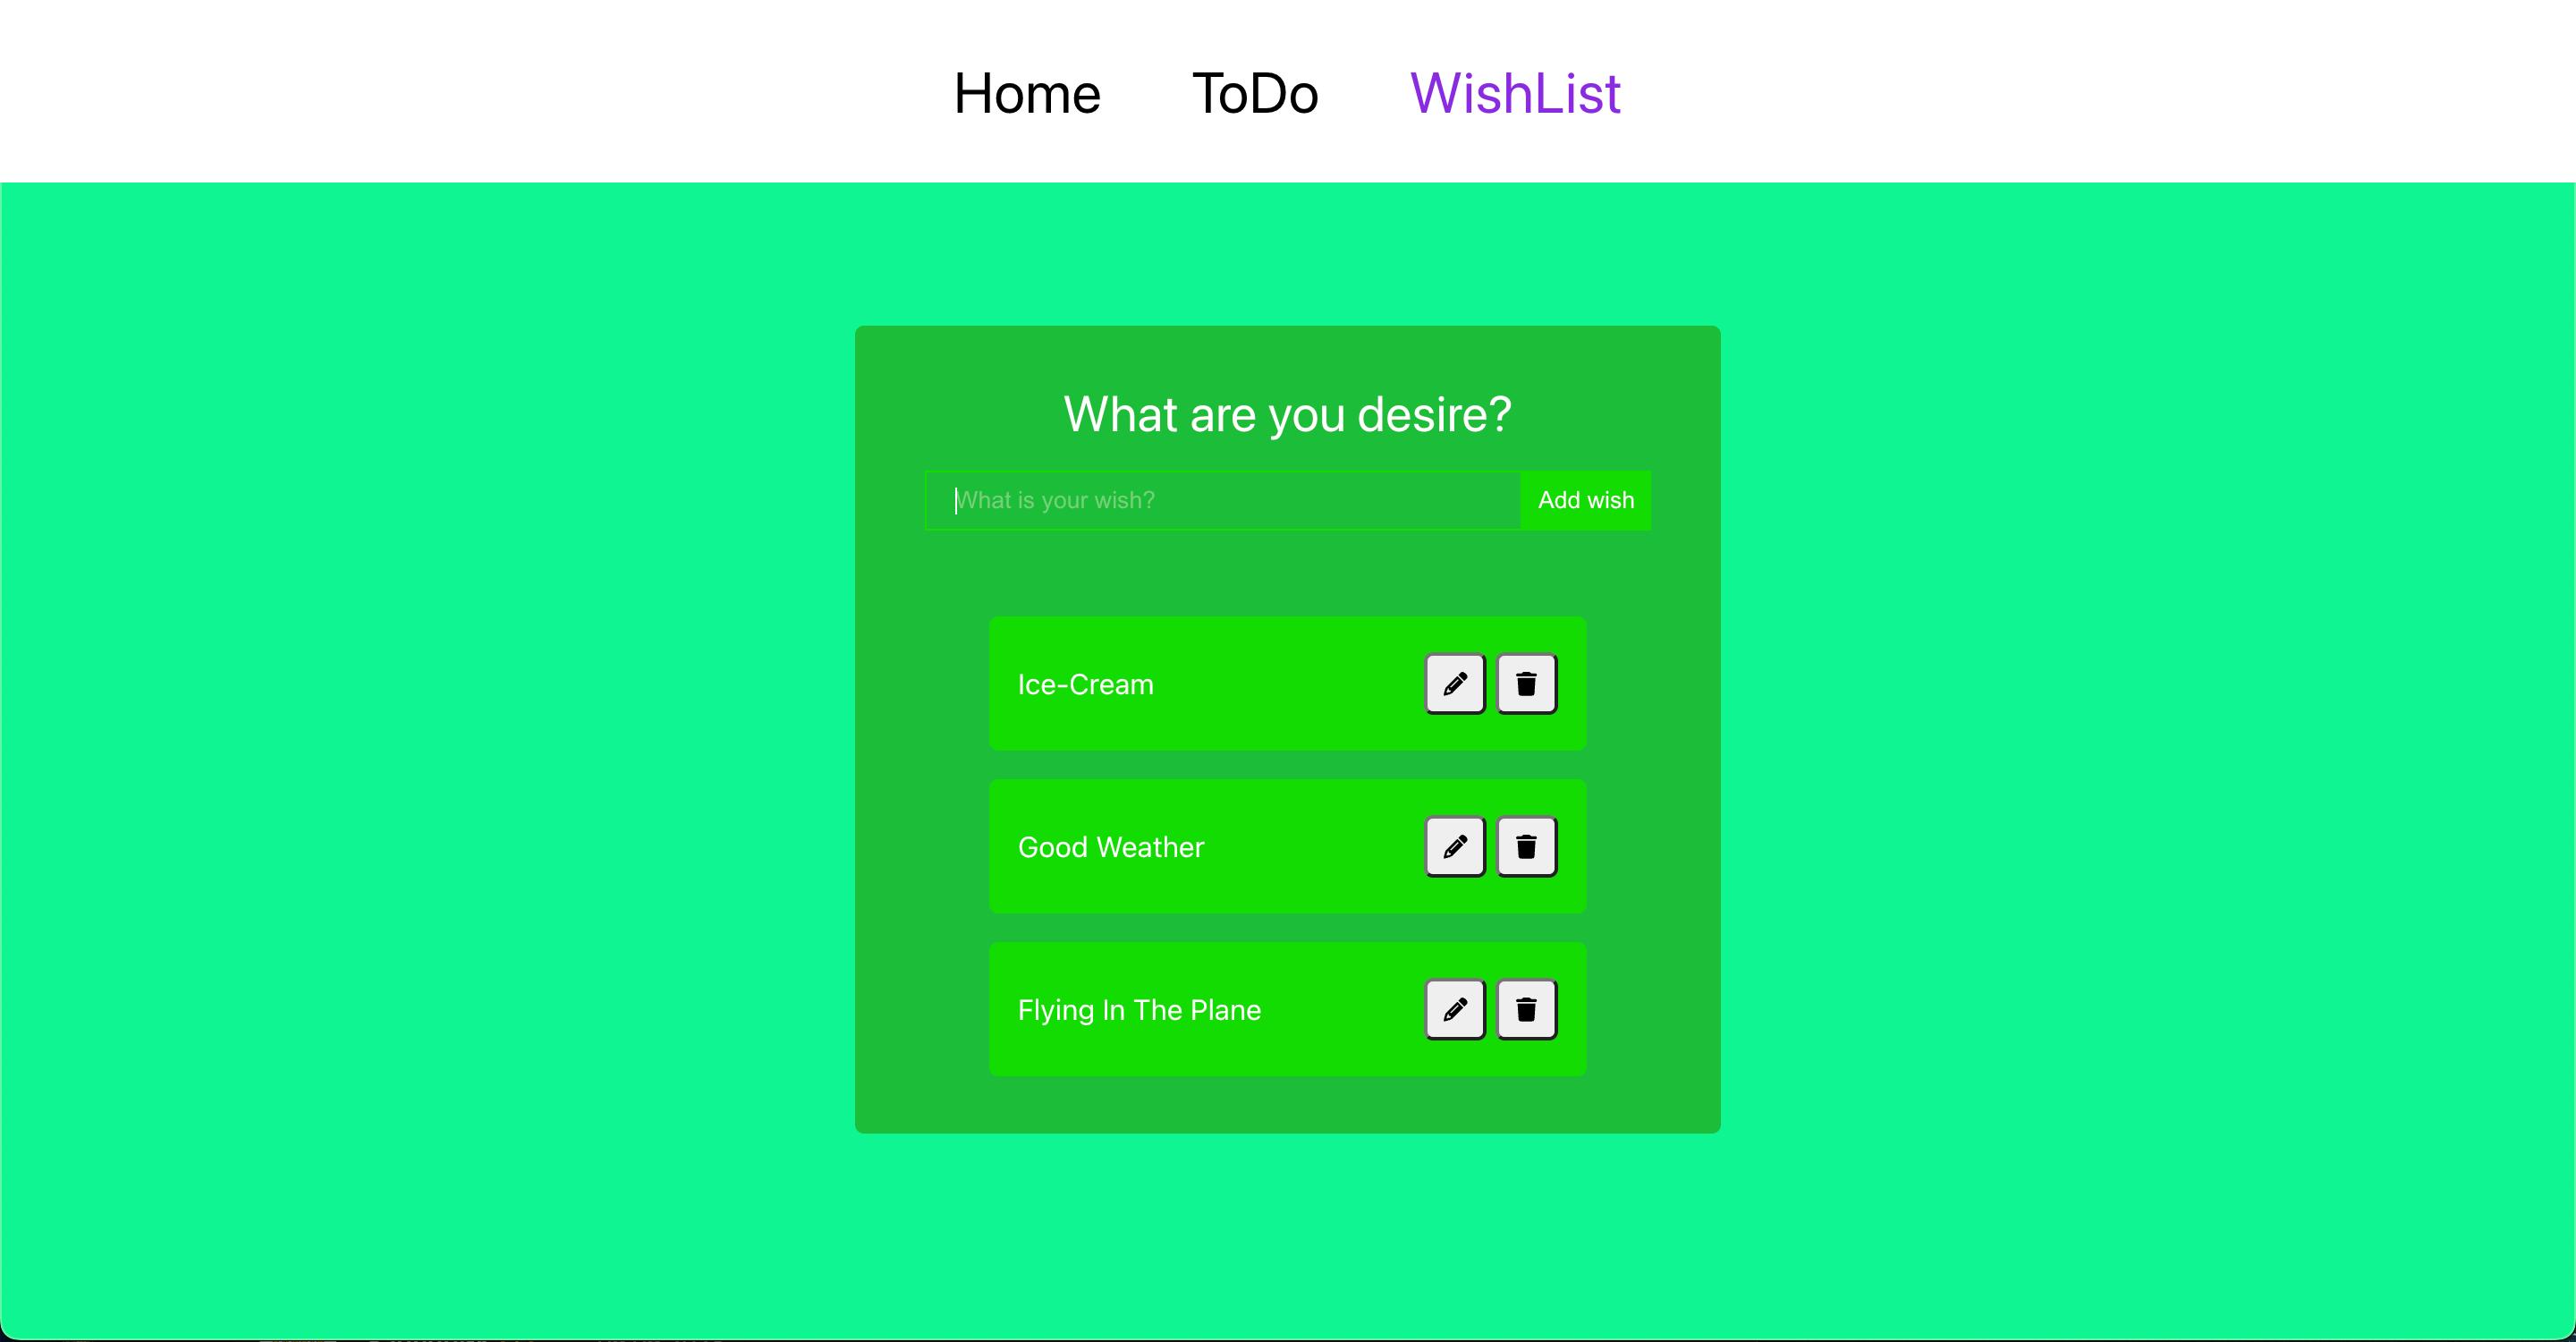 Home ToDo WishList
What are you desire?
What is your wish? Add wish
Ice-Cream
Good Weather
Flying In The Plane